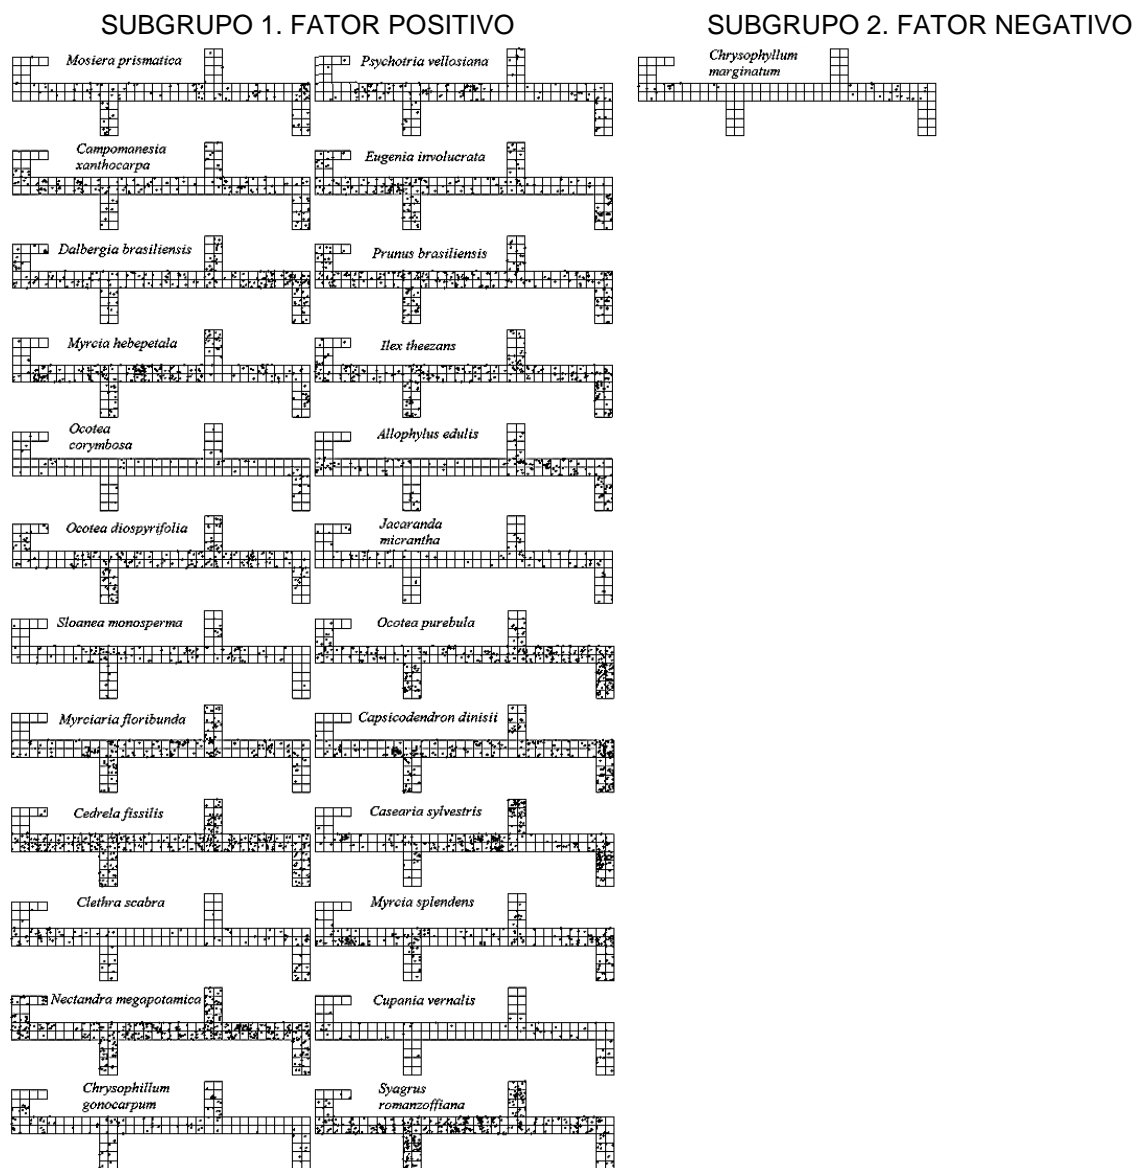 SUBGRUPO 1. FATOR POSITIVO
SUBGRUPO 2. FATOR NEGATIVO
Mosiera prismatica
Psychotria vellosiana
Chrysophyllum
marginatum
Campomanesia
xanthocarpa
Eugenia involucrata
Dalbergia brasiliensis
Prunus brasiliensis
Myrcia hebepetala
Ilex theezans
Ocotea
corymbosa
Allophylus edulis
Ocotea diospyrifolia
Jacaranda
micrantha
Sloanea monosperma
Ocotea purebula
Myrciaria floribunda
Capsicodendron dinisii
Cedrela fissilis
Casearia sylvestris
Clethra scabra
Myrcia splendens
Nectandra megapotamica
Cupania vernalis
Chrysophillum
gonocarpum
Syagrus
romanzoffiana